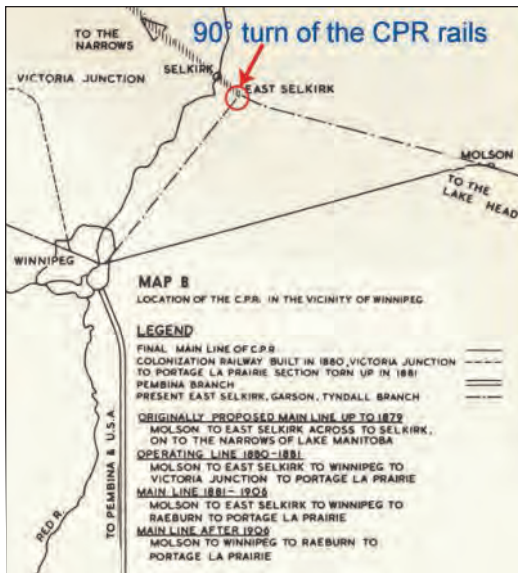 90° turn of the CPR rails
TO THE
NARROWS
SELKIRK
EAST SELKIRK
VICTORIA JUNCTION
MOLSON
TO THE
LAKE HEAD
WINNIPEG
MAP B
LOCATION OF THE C.P.R. IN THE VICINITY OF WINNIPEG
LEGEND
FINAL MAIN LINE OF C.P.R.
COLONIZATION RAILWAY BUILT IN 1880, VICTORIA JUNCTION
TO PORTAGE LA PRAIRIE SECTION TORN UP IN 1881
PEMBINA BRANCH
PRESENT EAST SELKIRK, GARSON, TYNDALL BRANCH
ORIGINALLY PROPOSED MAIN LINE UP TO 1879
MOLSON TO EAST SELKIRK ACROSS TO SELKIRK,
ON TO THE NARROWS OF LAKE MANITOBA
OPERATING LINE 1880-1881
MOLSON TO EAST SELKIRK TO WINNIPEG TO
VICTORIA JUNCTION TO PORTAGE LA PRAIRIE
MAIN LINE 1881-1906
MOLSON TO EAST SELKIRK TO WINNIPEG TO
RAEBURN TO PORTAGE LA PRAIRIE
MAIN LINE AFTER 1906
MOLSON TO WINNIPEG TO RAEBURN TO
PORTAGE LA PRAIRIE
RED R.
TO PEMBINA & U.S.A.